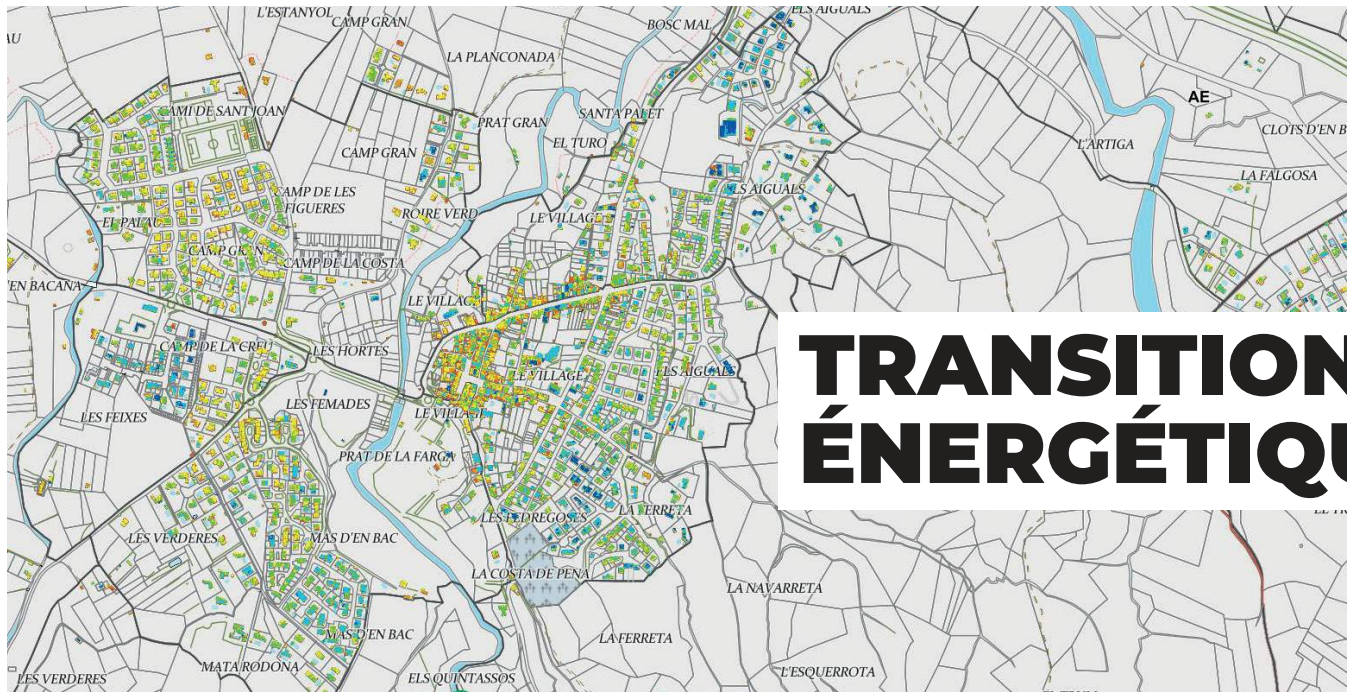 L'ESTANYOL
CAMP GRAN
BOSC MAL
ELS AIGUALS
AU
LA PLANCONADA
AE
CAMI DE SANT JOAN
PRAT GRAN
SANTA PALET
CLOTS D'EN B
CAMP GRAN
EL TURO
L'ARTIGA
LA FALGOSA
CAMP DE LES
FIGUERES
LS AIGUALS
EL PALAU
ROIRE VERD
LE VILLAGE
CAMP GRAN
CAMP DE LA COSTA
'EN BACANA
LE VILLAGE
CAMP DE LA CREU
LES HORTES
LE VILLAGE
LS AIGUALS
TRANSITION
ÉNERGÉTIQU
LES FEIXES
LES FEMADES
LE VILLAGE
PRAT DE LA FARGA
LES PEDREGOSES
LA FERRETA
LES VERDERES
MAS D'EN BAC
LA COSTA DE PENA
LA NAVARRETA
MAS D'EN BAC
LA FERRETA
LES VERDERES
MATA RODONA
ELS QUINTASSOS
L'ESQUERROTA